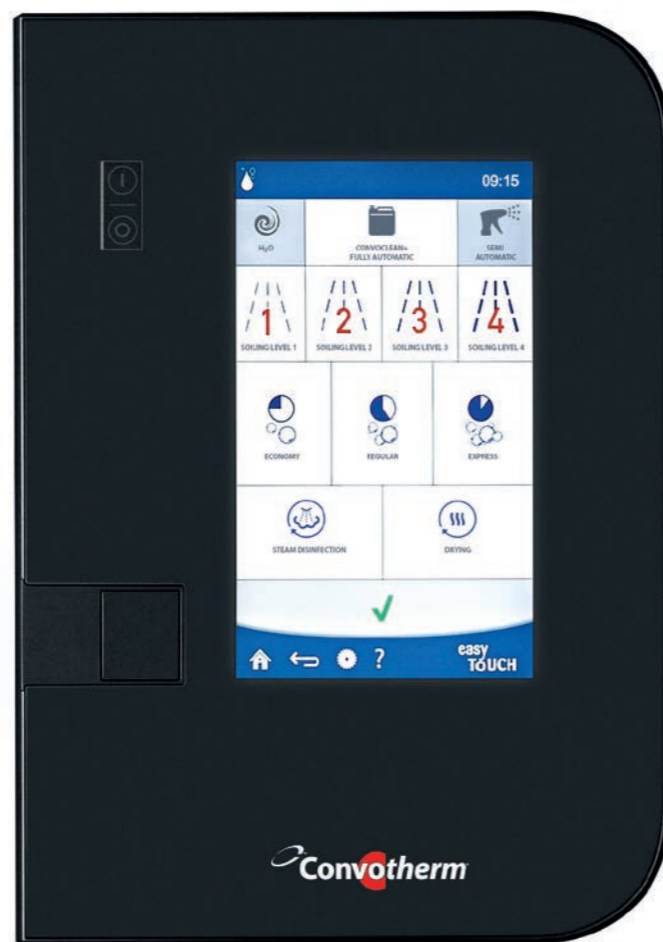 09:15
H₂O
CONVOCLEAN+
FULLY AUTOMATIC
SEMI
AUTOMATIC
1 2 3 4
SOILING LEVEL 1 SOILING LEVEL 2 SOILING LEVEL 3 SOILING LEVEL 4
ECONOMY REGULAR EXPRESS
STEAM DISINFECTION DRYING
?
easy
TOUCH
Convotherm